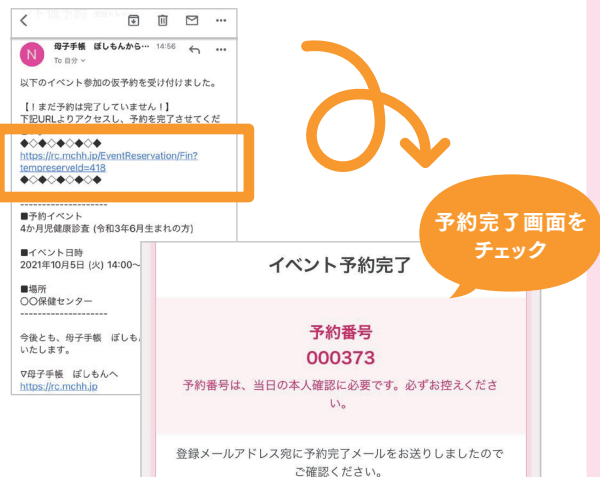 N
母子手帳 ぽしもんから… 14:56
To 自分
以下のイベント参加の仮予約を受け付けました。
【！まだ予約は完了していません！】
下記URLよりアクセスし、予約を完了させてくだ
◆◇◆◇◆◇◆◇◆
https://rc.mchh.jp/EventReservation/Fin?
tempreserveId=418
◆◇◆◇◆◇◆◇◆
--------------------
■予約イベント
4か月児健康診査 (令和3年6月生まれの方)
■イベント日時
2021年10月5日 (火) 14:00〜
■場所
〇〇保健センター
--------------------
今後とも、母子手帳 ぽしも
いたします。
▽母子手帳 ぽしもんへ
https://rc.mchh.jp
予約完了画面を
チェック
イベント予約完了
予約番号
000373
予約番号は、当日の本人確認に必要です。必ずお控えくださ
い。
登録メールアドレス宛に予約完了メールをお送りしましたので
ご確認ください。